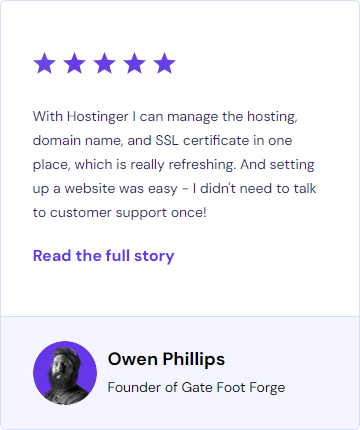 With Hostinger I can manage the hosting,
domain name, and SSL certificate in one
place, which is really refreshing. And setting
up a website was easy - I didn't need to talk
to customer support once!
Read the full story
Owen Phillips
Founder of Gate Foot Forge